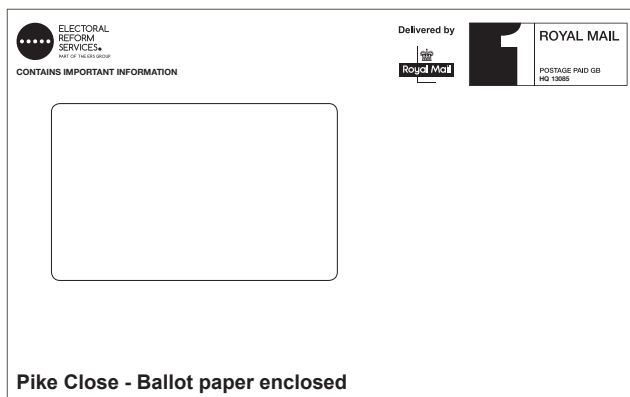 ELECTORAL
REFORM
SERVICES
PART OF THE ERS GROUP
CONTAINS IMPORTANT INFORMATION
Delivered by
Royal Mail
1
ROYAL MAIL
POSTAGE PAID GB
HQ 13085
Pike Close - Ballot paper enclosed